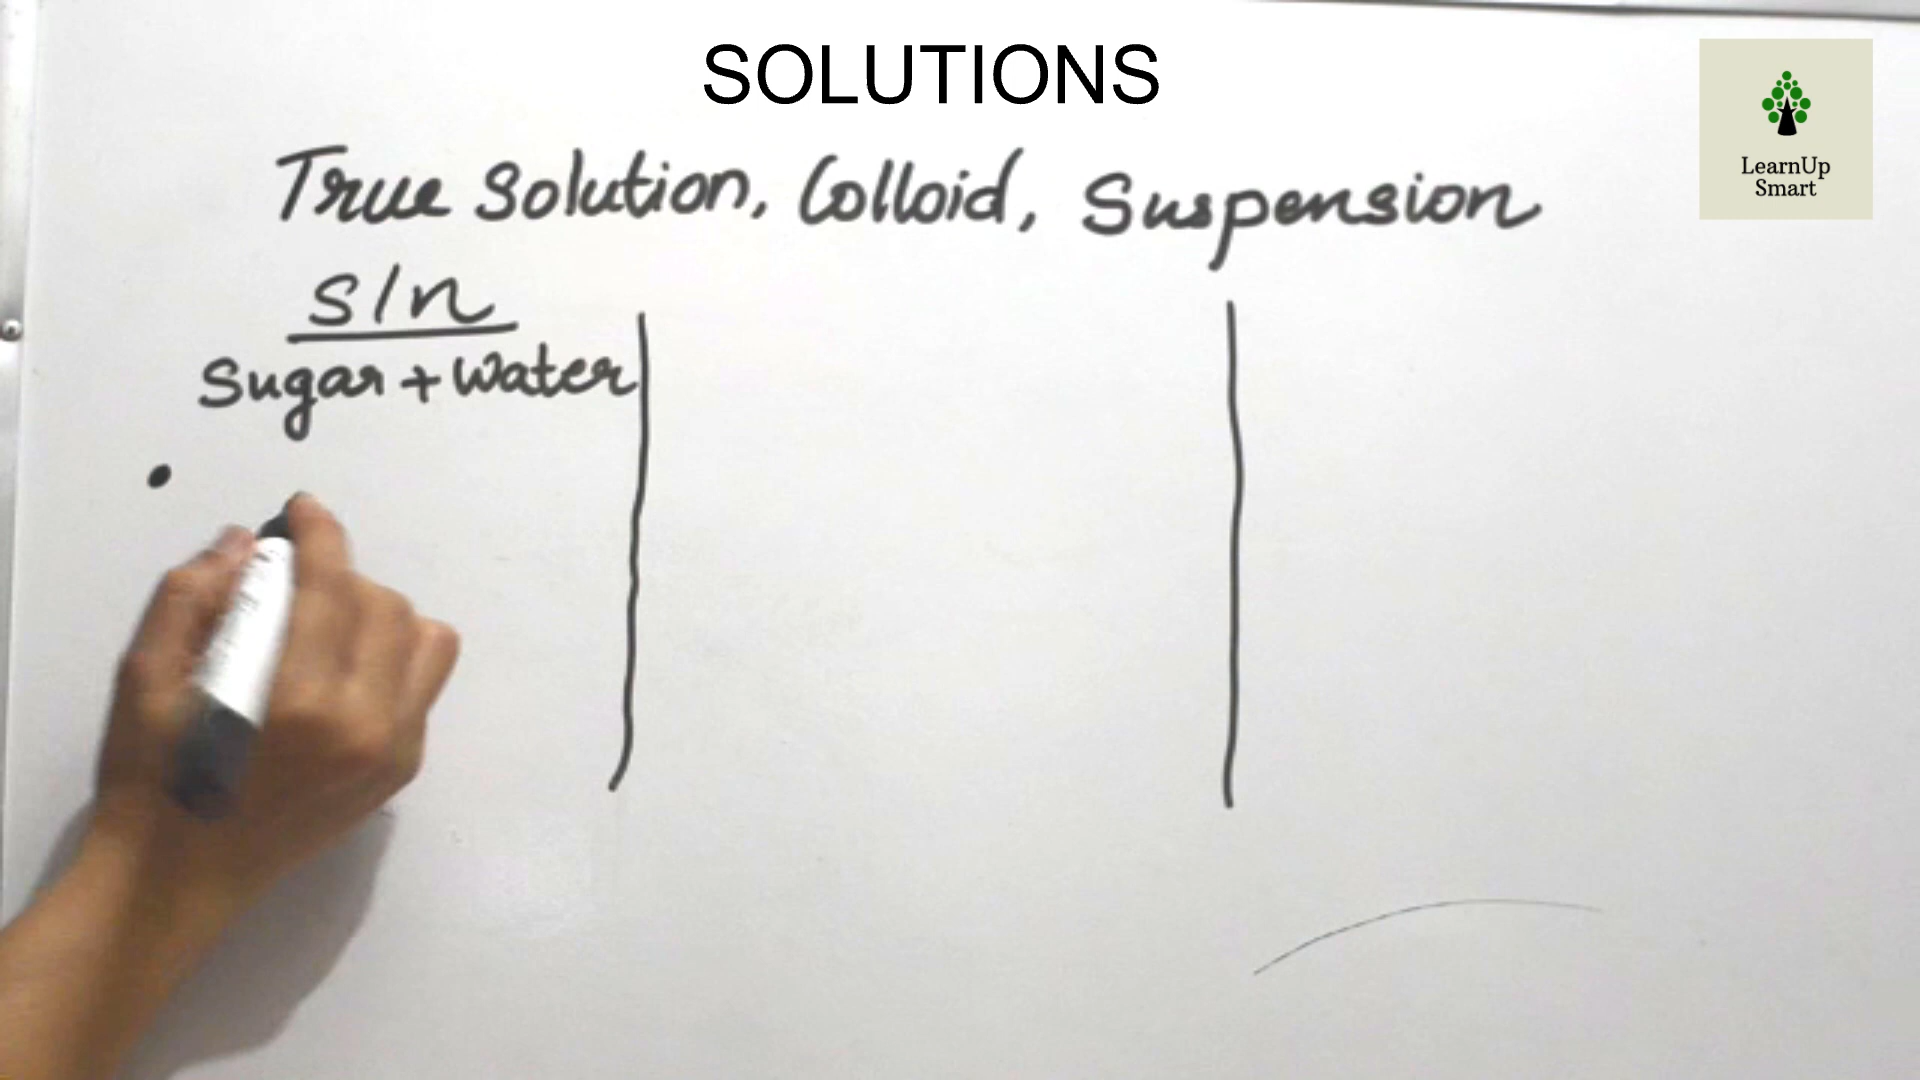 SOLUTIONS
LearnUp
Smart
True Solution, Colloid, Suspension
s/n
Sugar + Water